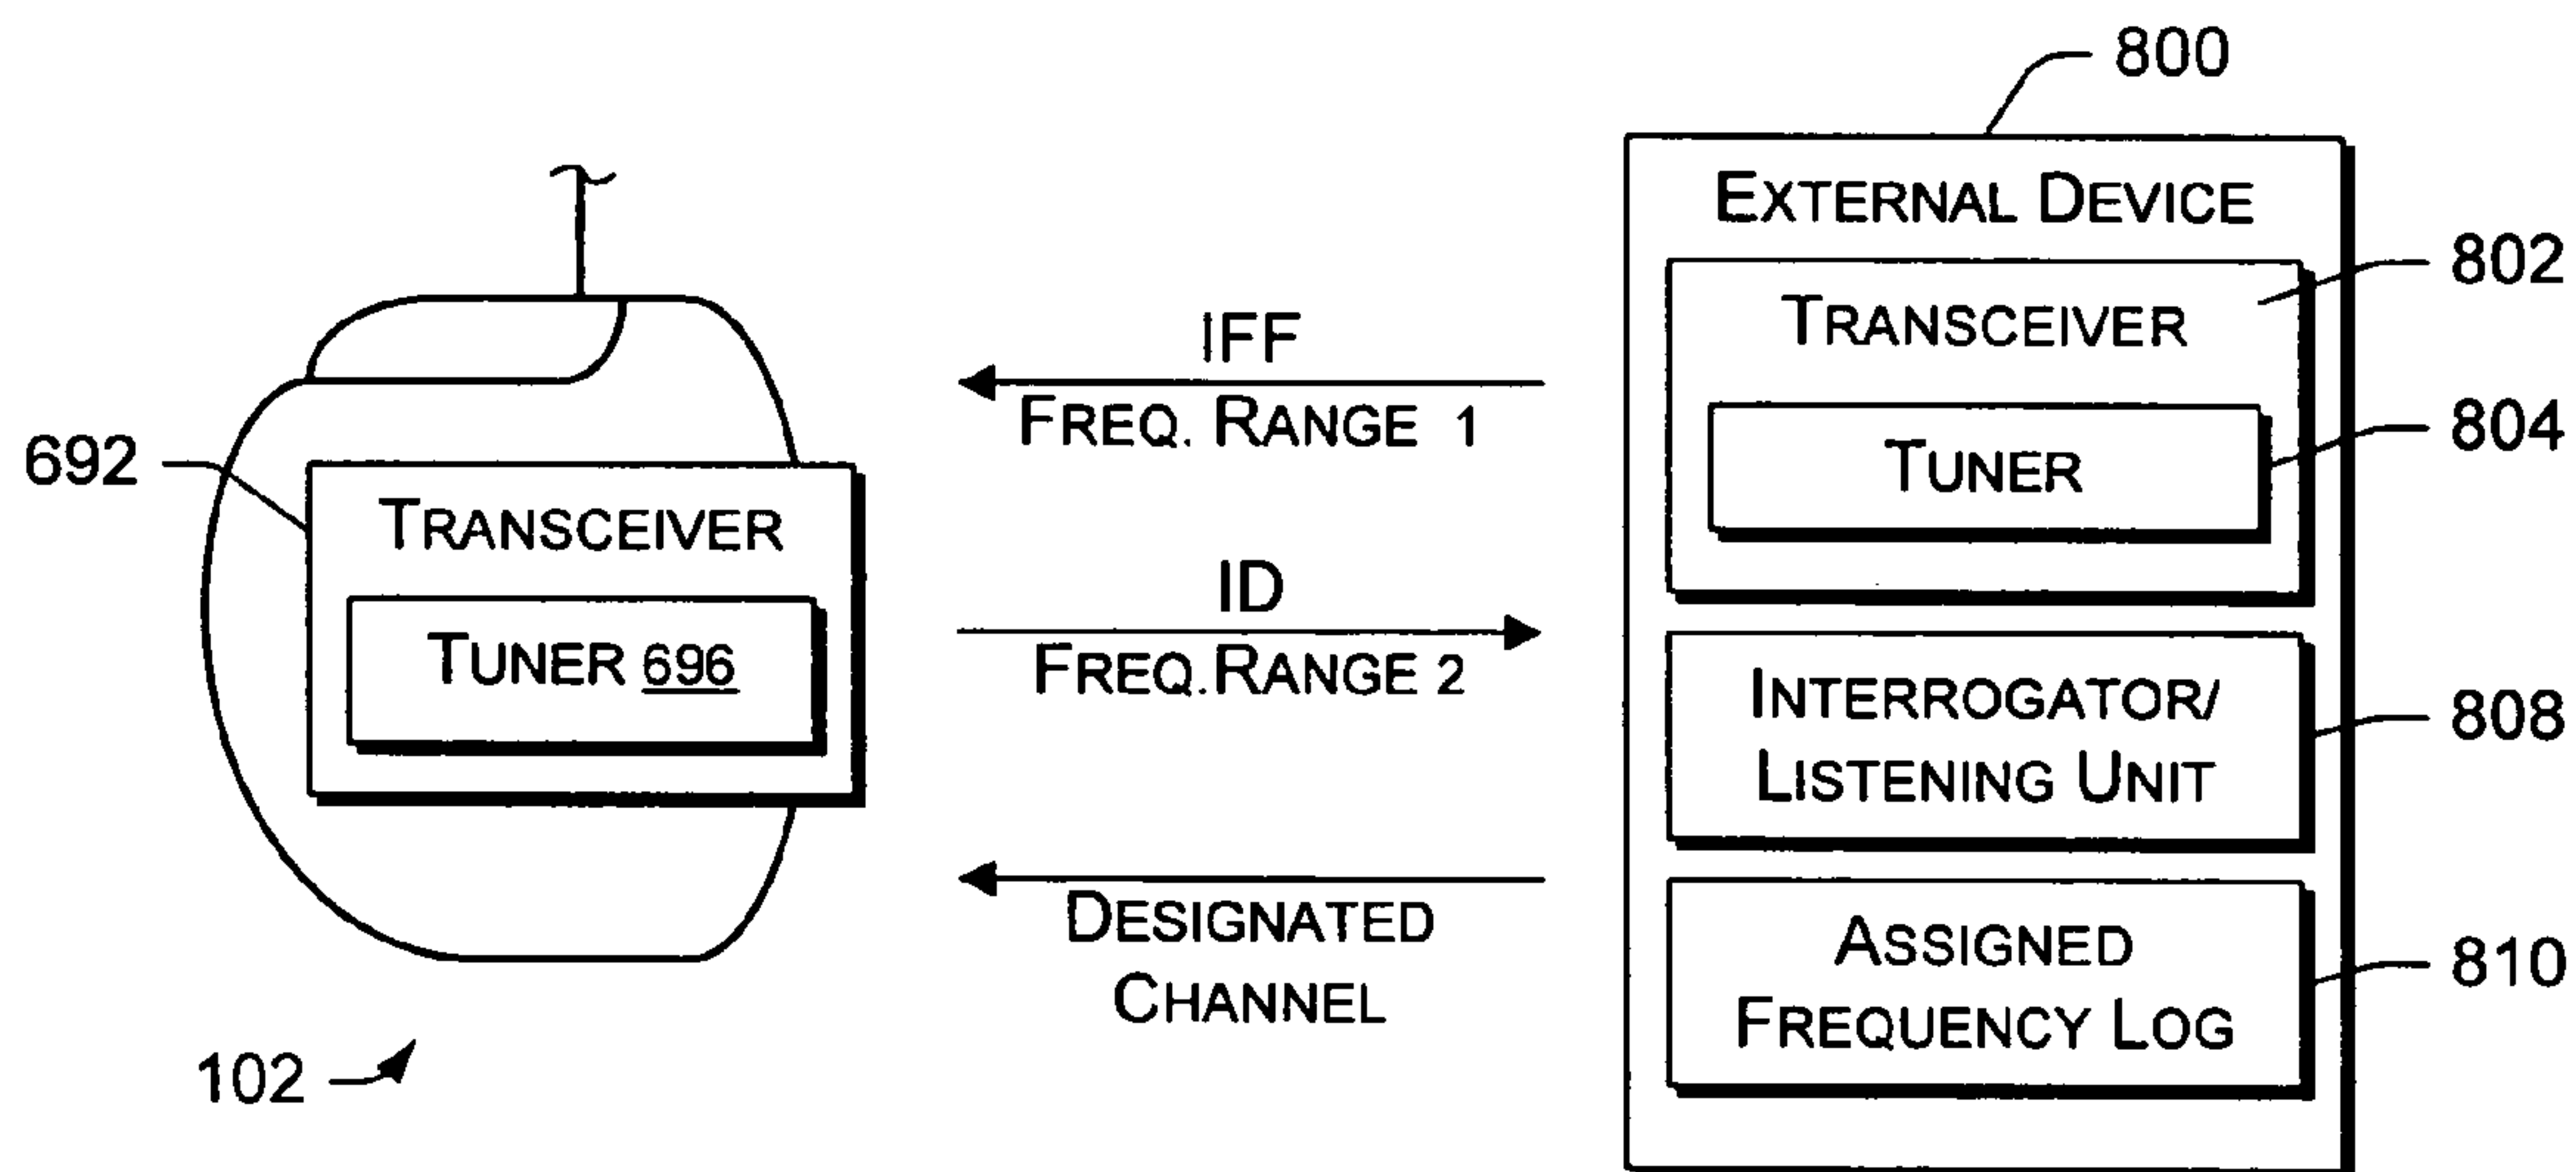 800
EXTERNAL DEVICE
802
TRANSCEIVER
804
TUNER
808
INTERROGATOR/
LISTENING UNIT
810
ASSIGNED
FREQUENCY LOG
IFF
FREQ. RANGE 1
ID
FREQ. RANGE 2
DESIGNATED
CHANNEL
692
TRANSCEIVER
TUNER 696
102